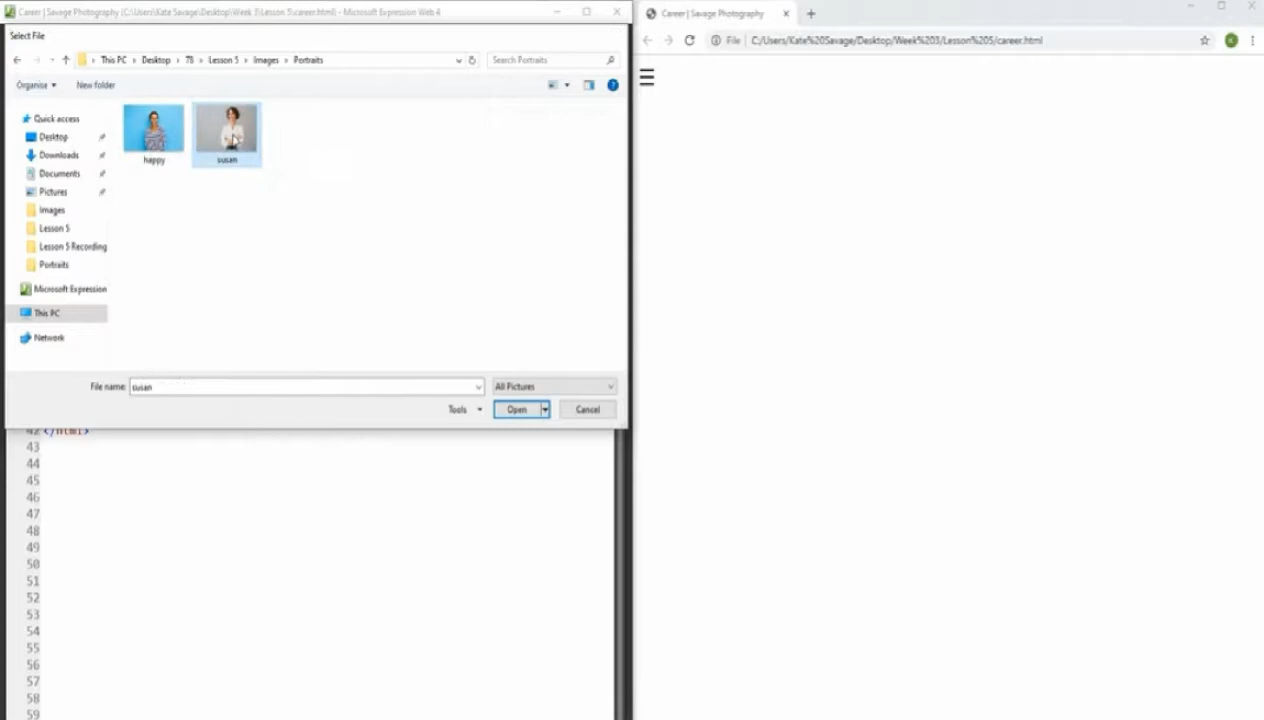 Career | Savage Photography (C:\Users\Kate Savage\Desktop\Week 3\Lesson 5\career.html) - Microsoft Expression Web 4
Career | Savage Photography
Select File
File
C:/Users/Kate%20Savage/Desktop/Week%203/Lesson%205/career.html
This PC > Desktop > 78 > Lesson 5 > Images > Portraits
Search Portraits
Organise
New folder
Quick access
Desktop
Downloads
Documents
Pictures
Images
Lesson 5
Lesson 5 Recording
Portraits
Microsoft Expression
This PC
Network
happy
susan
File name: susan
All Pictures
Tools
Open
Cancel
42 </html>
43
44
45
46
47
48
49
50
51
52
53
54
55
56
57
58
59